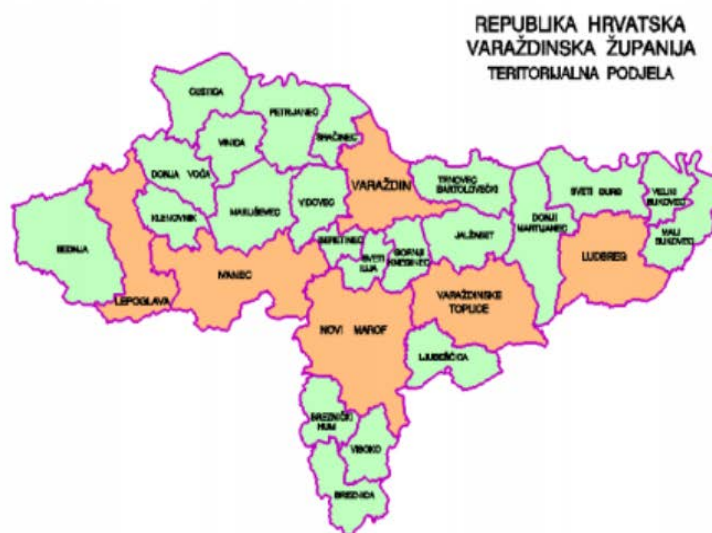 REPUBLIKA HRVATSKA
VARAŽDINSKA ŽUPANIJA
TERITORIJALNA PODJELA
CESTICA
PETRIJANEC
SRAČINEC
VINICA
DONJA VOĆA
VARAŽDIN
TRNOVEC
BARTOLOVEČKI
SVETI ĐURĐ
VELIKI
BUKOVEC
KLENOVNIK
MARUŠEVEC
VIDOVEC
DONJI
MARTIJANEC
MALI
BUKOVEC
BEDNJA
BERETINEC
SVETI
ILIJA
GORNJI
KNEGINEC
JALŽABET
LUDBREG
IVANEC
LEPOGLAVA
VARAŽDINSKE
TOPLICE
NOVI MAROF
LJUBEŠĆICA
BREZNIČKI
HUM
VISOKO
BREZNICA